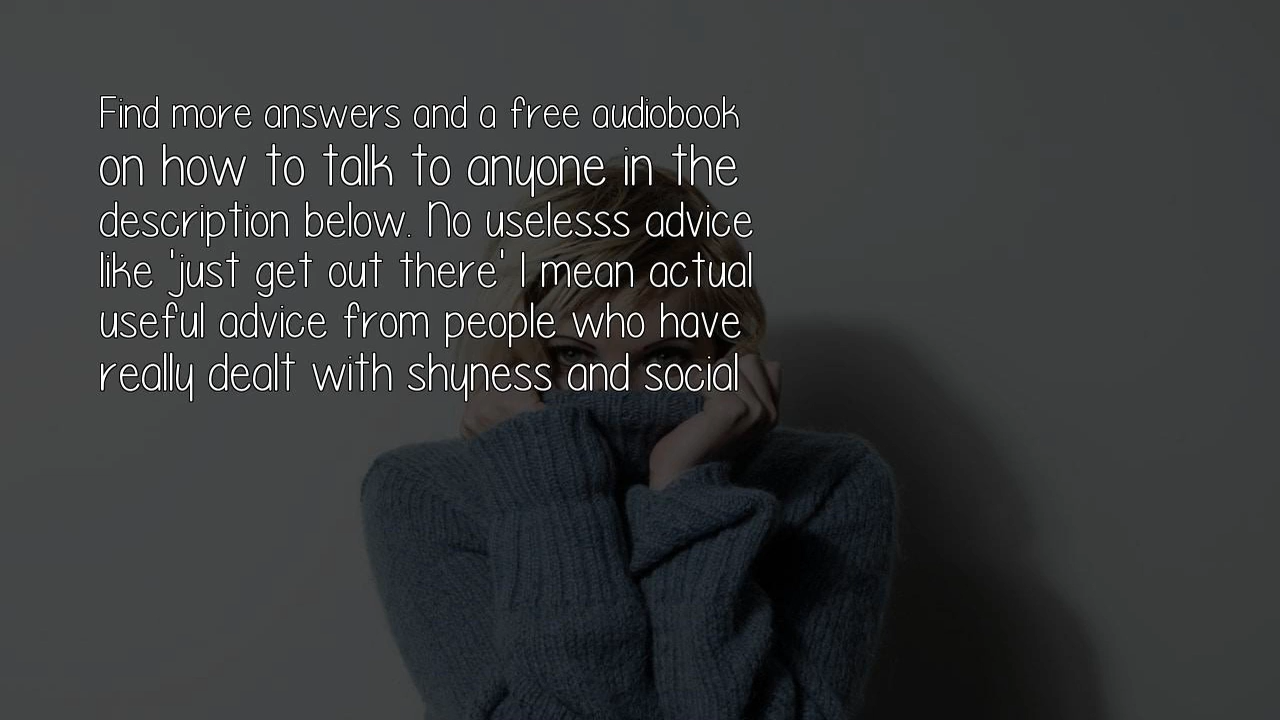 Find more answers and a free audiobook
on how to talk to anyone in the
description below. No uselesss advice
like 'just get out there' I mean actual
useful advice from people who have
really dealt with shyness and social